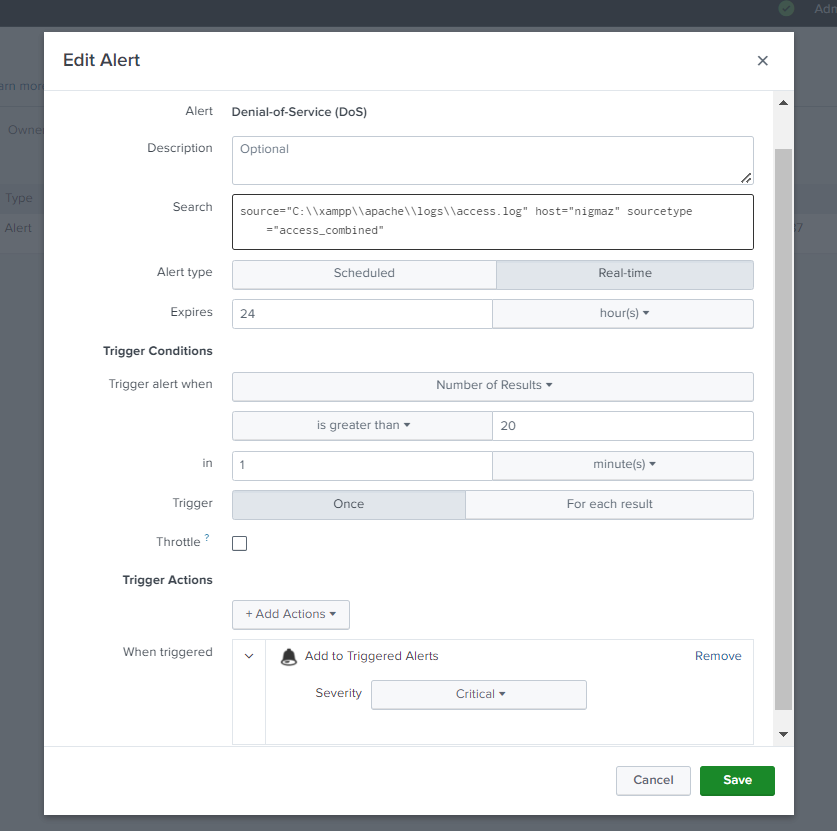 Adm
Edit Alert
arn more
Owner
Type
Alert
Alert Denial-of-Service (DoS)
Description Optional
Search source="C:\\xampp\\apache\\logs\\access.log" host="nigmaz" sourcetype
="access_combined"
Alert type Scheduled Real-time
Expires 24 hour(s)
Trigger Conditions
Trigger alert when Number of Results
is greater than 20
in 1 minute(s)
Trigger Once For each result
Throttle ?
Trigger Actions
+ Add Actions
When triggered Add to Triggered Alerts Remove
Severity Critical
Cancel Save